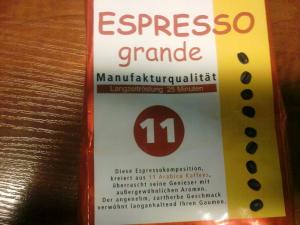 ESPRESSO
grande
Manufakturqualität
Langzeitröstung 25 Minuten
11
Diese Espressokomposition,
kreiert aus 11 Arabica Kaffees,
überrascht seine Genieser mit
außergewöhnlichen Aromen.
Der angenehm, zartherbe Geschmack
verwöhnt langanhaltend Ihren Gaumen.